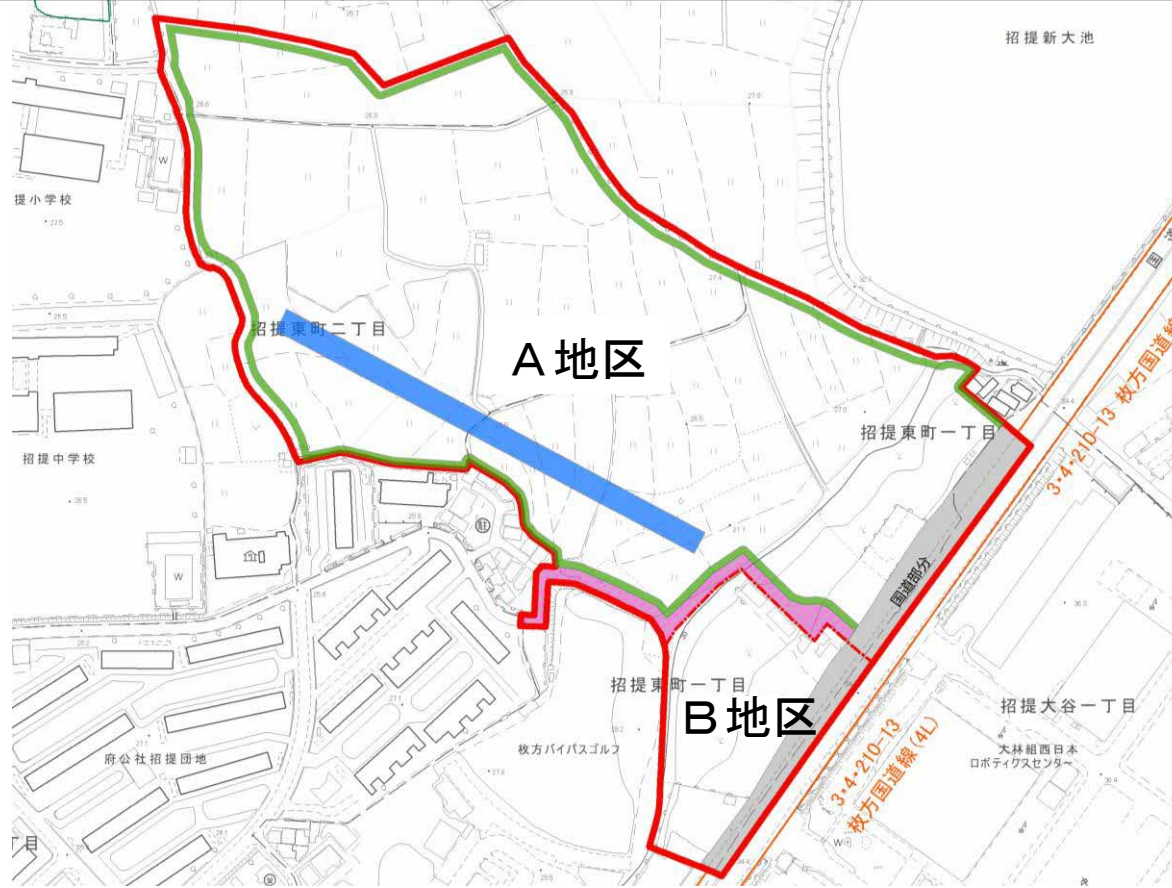 招提新大池
提小学校
招提東町二丁目
A地区
招提東町一丁目
招提中学校
3・4・210-13 枚方国道線
国道部分
招提東町一丁目
B地区
招提大谷一丁目
大林組西日本
ロボティクスセンター
枚方バイパスゴルフ
3・4・210-13
枚方国道線(4L)
府公社招提団地
丁目
W
W
W
駐
国